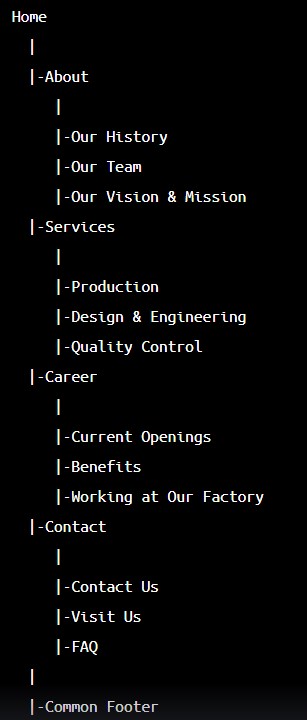 Home
|
|-About
|
|-Our History
|-Our Team
|-Our Vision & Mission
|-Services
|
|-Production
|-Design & Engineering
|-Quality Control
|-Career
|
|-Current Openings
|-Benefits
|-Working at Our Factory
|-Contact
|
|-Contact Us
|-Visit Us
|-FAQ
|
|-Common Footer